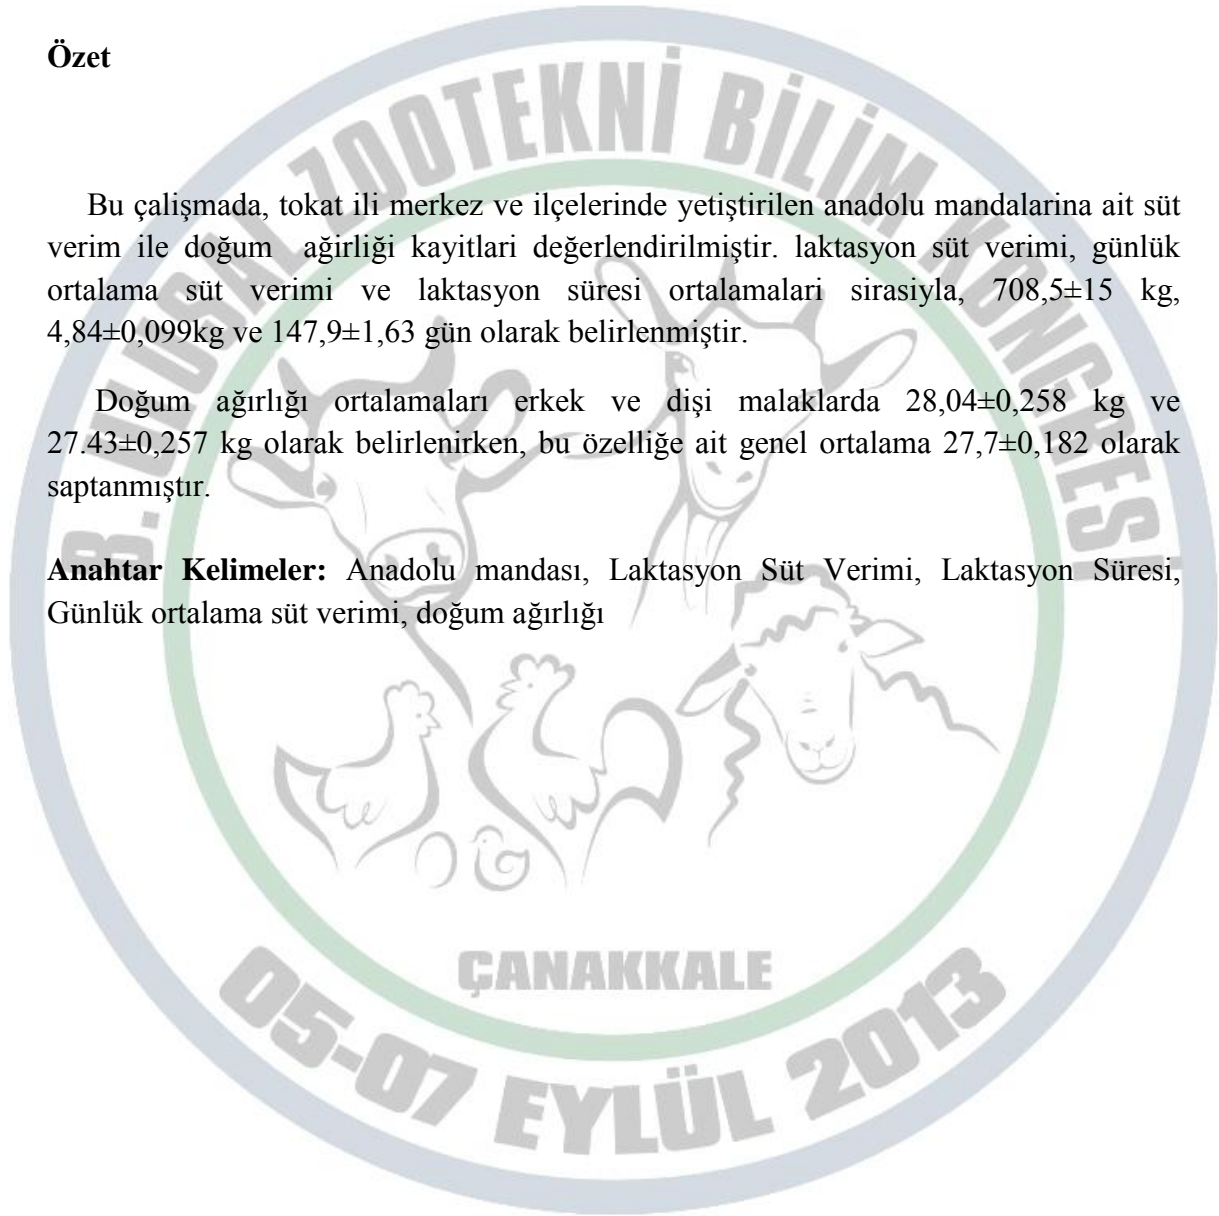 Özet
Bu çalişmada, tokat ili merkez ve ilçelerinde yetiştirilen anadolu mandalarina ait süt
verim ile doğum ağirliği kayitlari değerlendirilmiştir. laktasyon süt verimi, günlük
ortalama süt verimi ve laktasyon süresi ortalamalari sirasiyla, 708,5±15 kg,
4,84±0,099kg ve 147,9±1,63 gün olarak belirlenmiştir.
Doğum ağırlığı ortalamaları erkek ve dişi malaklarda 28,04±0,258 kg ve
27.43±0,257 kg olarak belirlenirken, bu özelliğe ait genel ortalama 27,7±0,182 olarak
saptanmıştır.
Anahtar Kelimeler: Anadolu mandası, Laktasyon Süt Verimi, Laktasyon Süresi,
Günlük ortalama süt verimi, doğum ağırlığı
8. ULUSAL ZOOTEKNİ BİLİM KONGRESİ
ÇANAKKALE
05-07 EYLÜL 2013